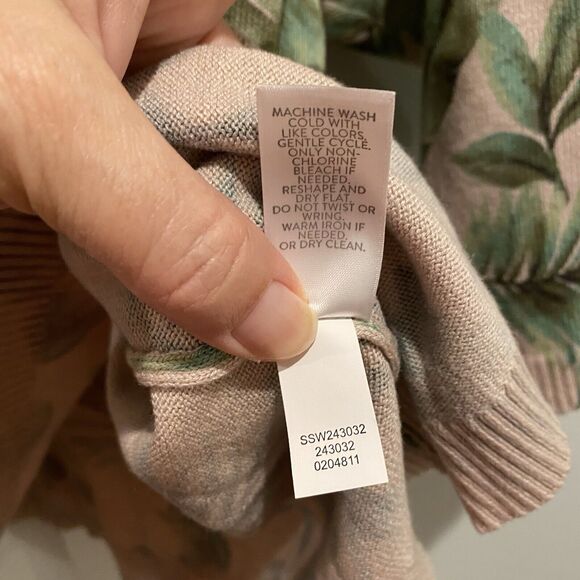 MACHINE WASH
COLD WITH
LIKE COLORS.
GENTLE CYCLE.
ONLY NON-
CHLORINE
BLEACH IF
NEEDED.
RESHAPE AND
DRY FLAT.
DO NOT TWIST OR
WRING.
WARM IRON IF
NEEDED.
OR DRY CLEAN.
SSW243032
243032
0204811